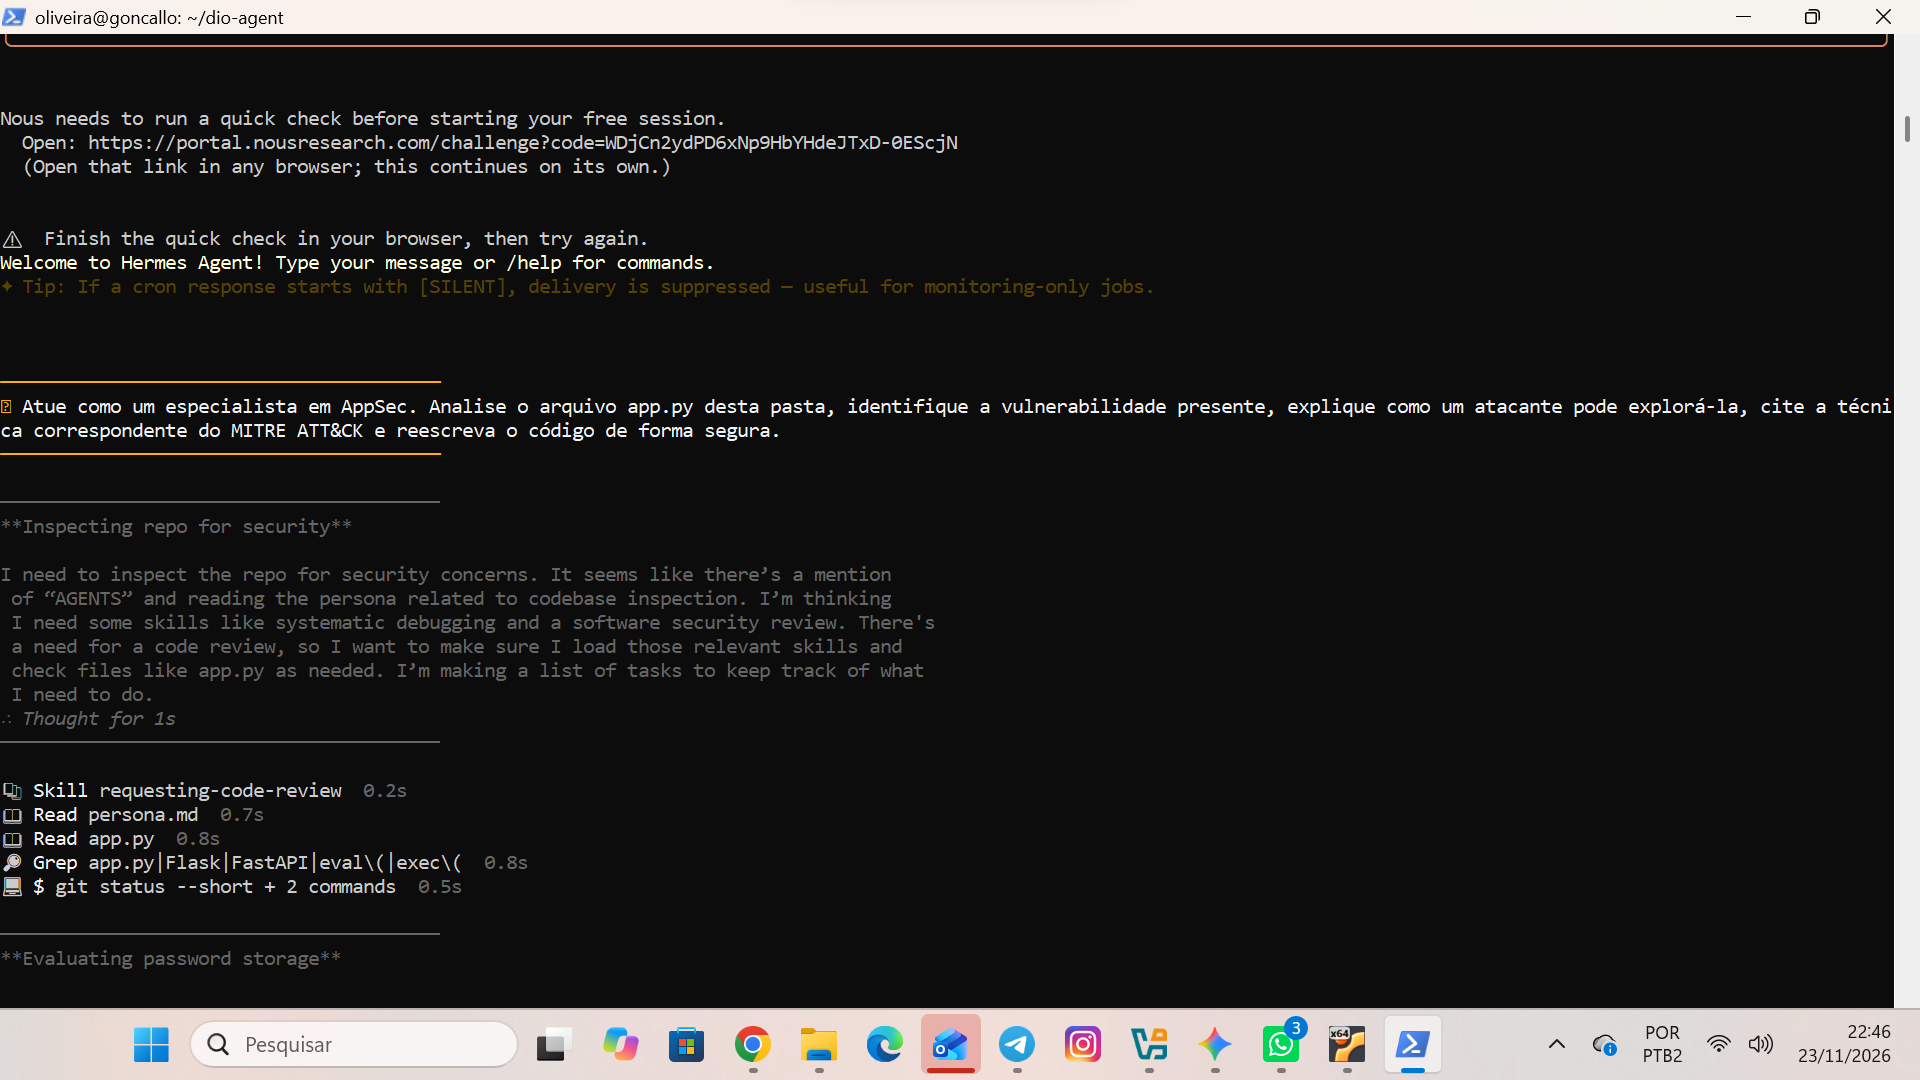 oliveira@goncallo: ~/dio-agent
Nous needs to run a quick check before starting your free session.
Open: https://portal.nousresearch.com/challenge?code=WDjCn2ydPD6xNp9HbYHdeJTxD-0EScjN
(Open that link in any browser; this continues on its own.)
⚠ Finish the quick check in your browser, then try again.
Welcome to Hermes Agent! Type your message or /help for commands.
✦ Tip: If a cron response starts with [SILENT], delivery is suppressed — useful for monitoring-only jobs.
Atue como um especialista em AppSec. Analise o arquivo app.py desta pasta, identifique a vulnerabilidade presente, explique como um atacante pode explorá-la, cite a técni
ca correspondente do MITRE ATT&CK e reescreva o código de forma segura.
**Inspecting repo for security**
I need to inspect the repo for security concerns. It seems like there’s a mention
of “AGENTS” and reading the persona related to codebase inspection. I’m thinking
I need some skills like systematic debugging and a software security review. There's
a need for a code review, so I want to make sure I load those relevant skills and
check files like app.py as needed. I’m making a list of tasks to keep track of what
I need to do.
∴ Thought for 1s
Skill requesting-code-review 0.2s
Read persona.md 0.7s
Read app.py 0.8s
Grep app.py|Flask|FastAPI|eval\(|exec\( 0.8s
$ git status --short + 2 commands 0.5s
**Evaluating password storage**
Pesquisar
3
x64
POR
PTB2
22:46
23/11/2026